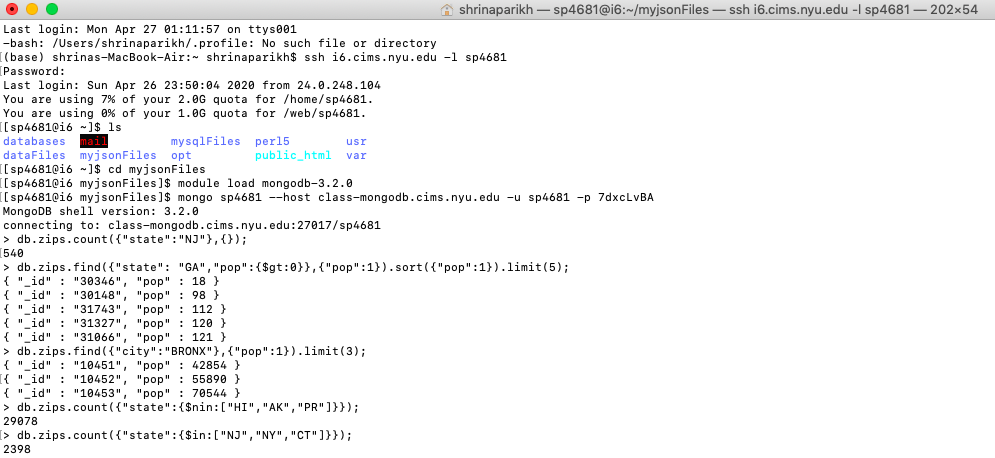 shrinaparikh — sp4681@i6:~/myjsonFiles — ssh i6.cims.nyu.edu -l sp4681 — 202×54
Last login: Mon Apr 27 01:11:57 on ttys001
-bash: /Users/shrinaparikh/.profile: No such file or directory
[(base) shrinas-MacBook-Air:~ shrinaparikh$ ssh i6.cims.nyu.edu -l sp4681
[Password:
Last login: Sun Apr 26 23:50:04 2020 from 24.0.248.104
You are using 7% of your 2.0G quota for /home/sp4681.
You are using 0% of your 1.0G quota for /web/sp4681.
[[sp4681@i6 ~]$ ls
databases mail mysqlFiles perl5 usr
dataFiles myjsonFiles opt public_html var
[[sp4681@i6 ~]$ cd myjsonFiles
[[sp4681@i6 myjsonFiles]$ module load mongodb-3.2.0
[[sp4681@i6 myjsonFiles]$ mongo sp4681 --host class-mongodb.cims.nyu.edu -u sp4681 -p 7dxcLvBA
MongoDB shell version: 3.2.0
connecting to: class-mongodb.cims.nyu.edu:27017/sp4681
> db.zips.count({"state":"NJ"},{});
[540
> db.zips.find({"state": "GA","pop":{$gt:0}},{"pop":1}).sort({"pop":1}).limit(5);
{ "_id" : "30346", "pop" : 18 }
{ "_id" : "30148", "pop" : 98 }
{ "_id" : "31743", "pop" : 112 }
{ "_id" : "31327", "pop" : 120 }
{ "_id" : "31066", "pop" : 121 }
> db.zips.find({"city":"BRONX"},{"pop":1}).limit(3);
{ "_id" : "10451", "pop" : 42854 }
[{ "_id" : "10452", "pop" : 55890 }
{ "_id" : "10453", "pop" : 70544 }
> db.zips.count({"state":{$nin:["HI","AK","PR"]}});
29078
[> db.zips.count({"state":{$in:["NJ","NY","CT"]}});
2398